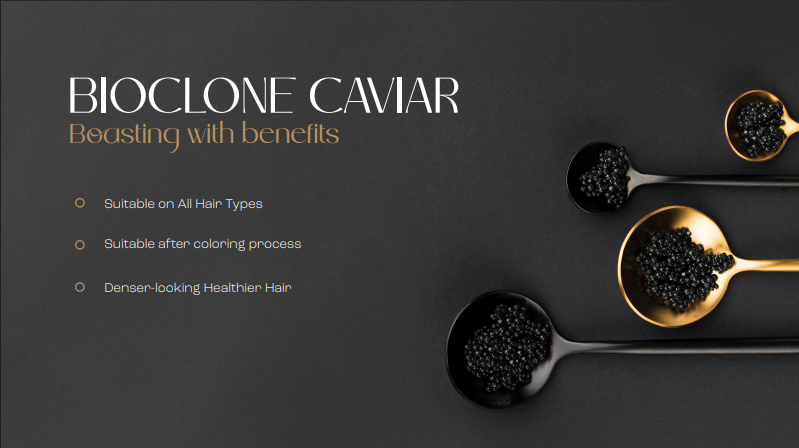 BIOCLONE CAVIAR
Boasting with benefits
Suitable on All Hair Types
Suitable after coloring process
Denser-looking Healthier Hair